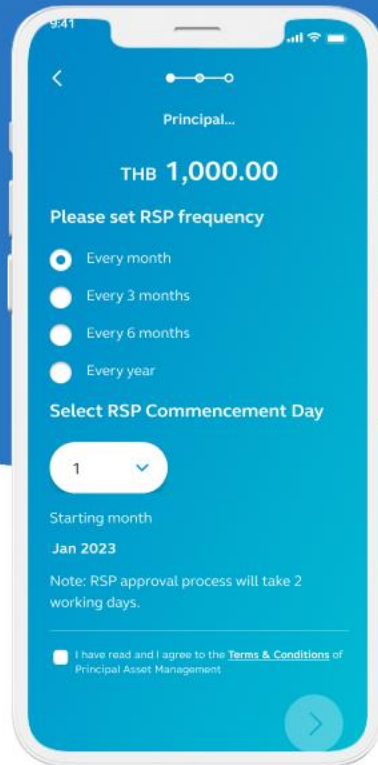 9:41
Principal...
THB 1,000.00
Please set RSP frequency
Every month
Every 3 months
Every 6 months
Every year
Select RSP Commencement Day
1
Starting month
Jan 2023
Note: RSP approval process will take 2
working days.
I have read and I agree to the Terms & Conditions of
Principal Asset Management